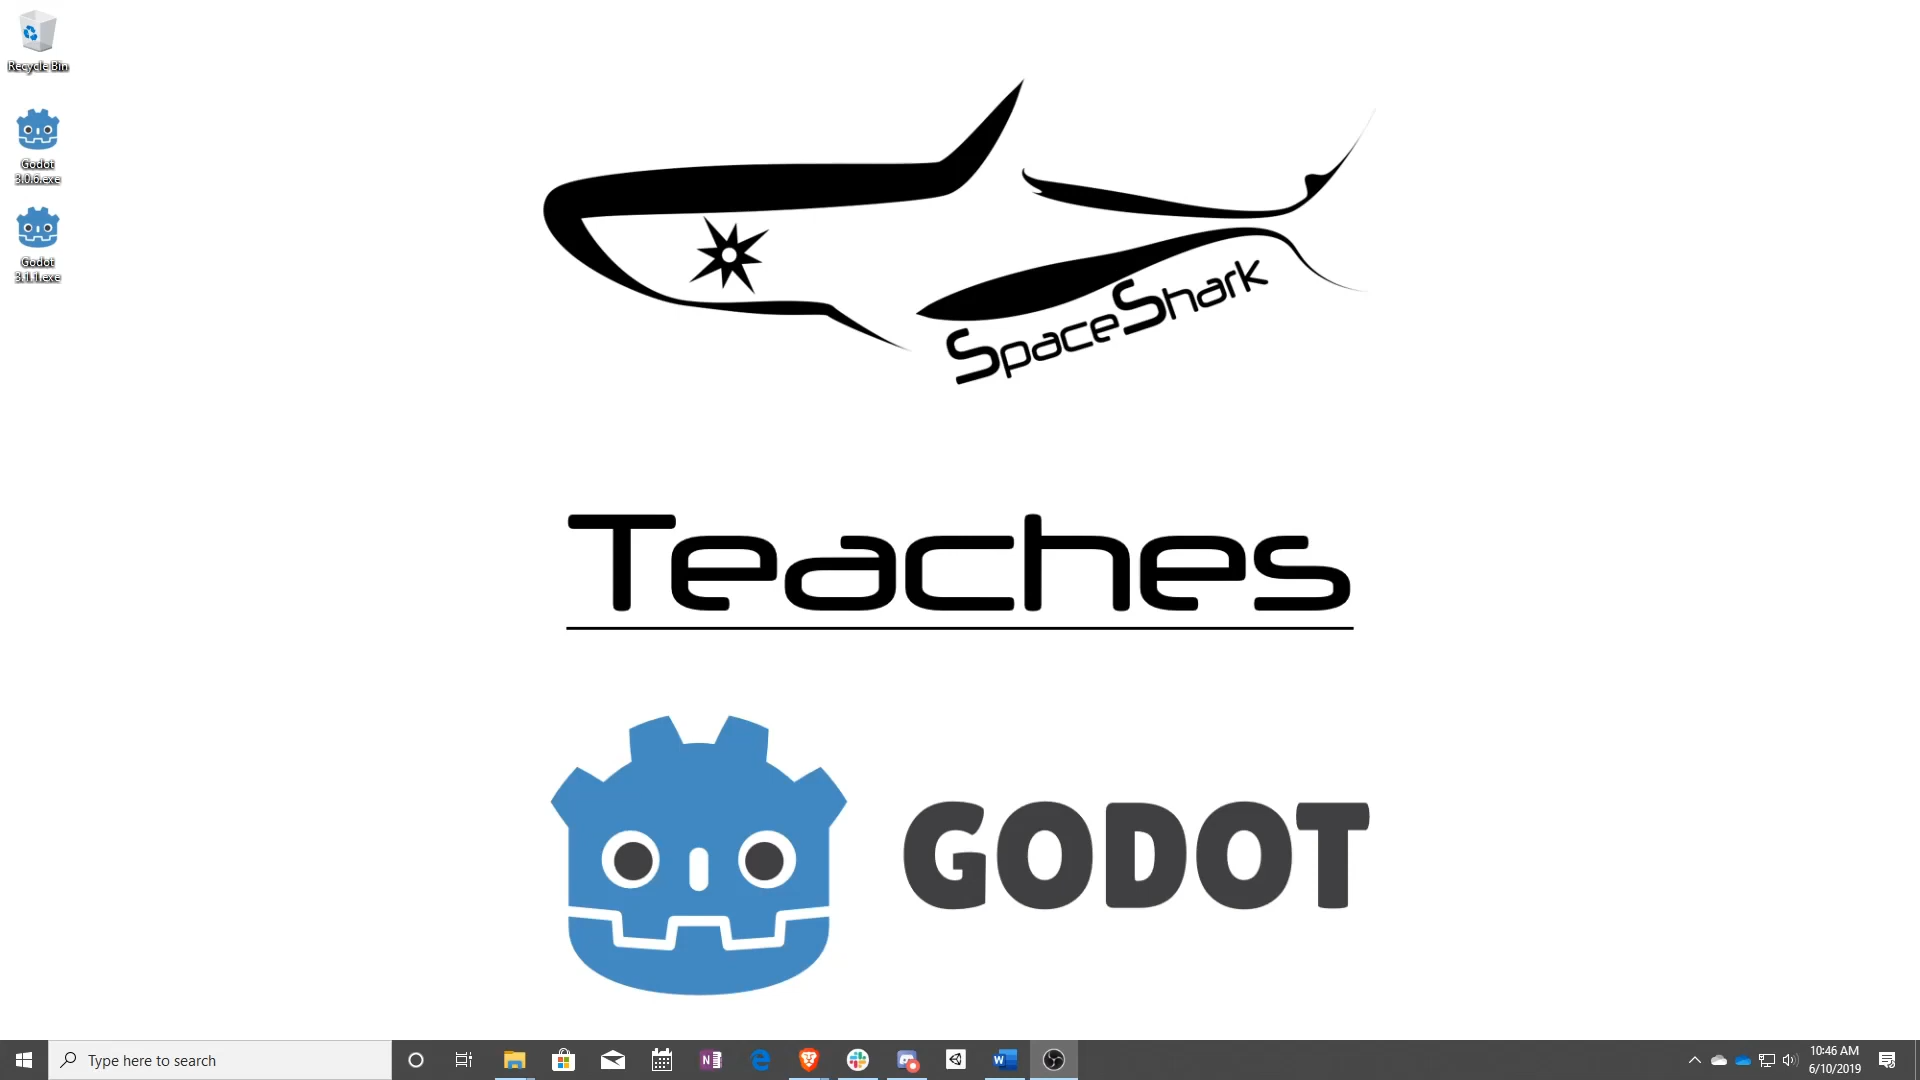 Recycle Bin
Godot
3.0.6.exe
Godot
3.1.1.exe
SpaceShark
Teaches
GODOT
Type here to search
N
W
10:46 AM
6/10/2019